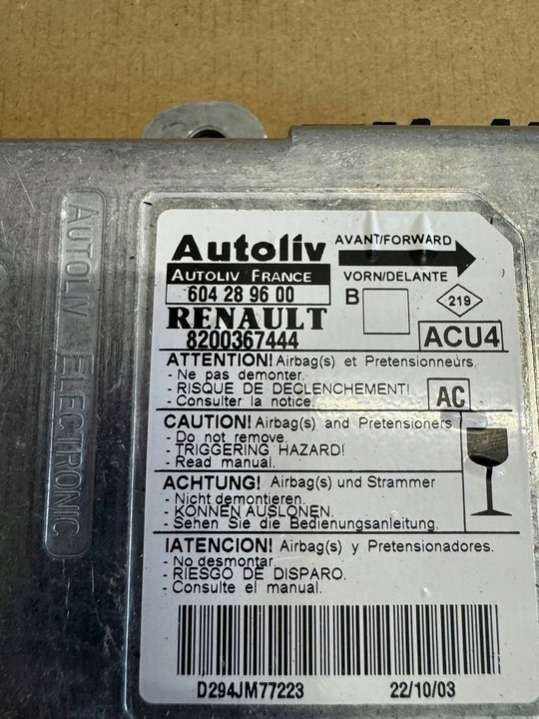 AUTOLIV ELECTRONIC
Autoliv
AVANT/FORWARD
AUTOLIV FRANCE
VORN/DELANTE
604 28 96 00
B
219
RENAULT
8200367444
ACU4
ATTENTION! Airbag(s) et Pretensionneurs.
- Ne pas demonter.
- RISQUE DE DECLENCHEMENT!
- Consulter la notice.
AC
CAUTION! Airbag(s) and Pretensioners
- Do not remove.
- TRIGGERING HAZARD!
- Read manual.
ACHTUNG! Airbag(s) und Strammer
- Nicht demontieren.
- KONNEN AUSLONEN.
- Sehen Sie die Bedienungsanleitung.
IATENCION! Airbag(s) y Pretensionadores.
- No desmontar.
- RIESGO DE DISPARO.
- Consulte el manual.
D294JM77223
22/10/03